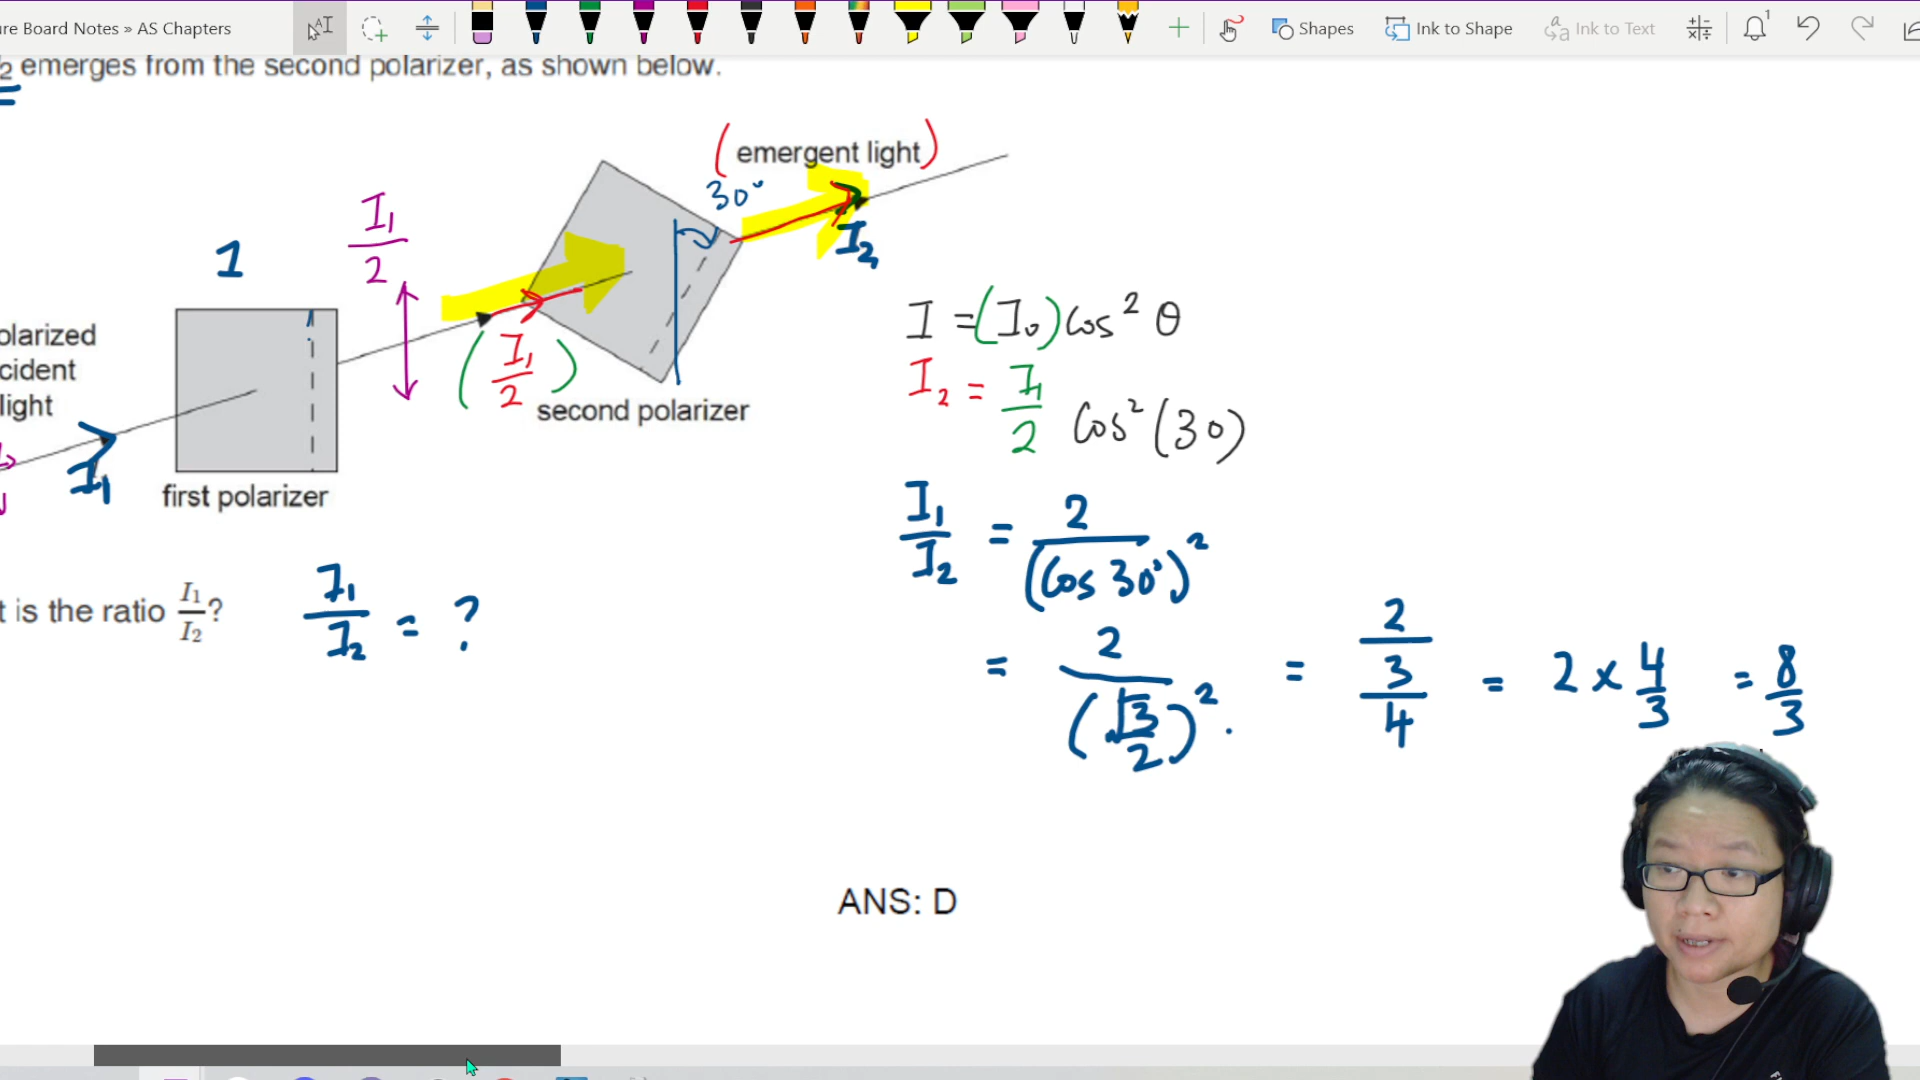 re Board Notes » AS Chapters
Shapes
Ink to Shape
Ink to Text
1
2 emerges from the second polarizer, as shown below.
(emergent light)
30°
I₂
I₁/2
1
olarized
cident
light
I₁
first polarizer
(I₁/2)
second polarizer
I = (I₀) cos² θ
I₂ = I₁/2 cos² (30)
I₁/I₂ = 2/(cos 30°)²
= 2/(√3/2)² = 2/(3/4) = 2 × 4/3 = 8/3
t is the ratio I₁/I₂?
I₁/I₂ = ?
ANS: D